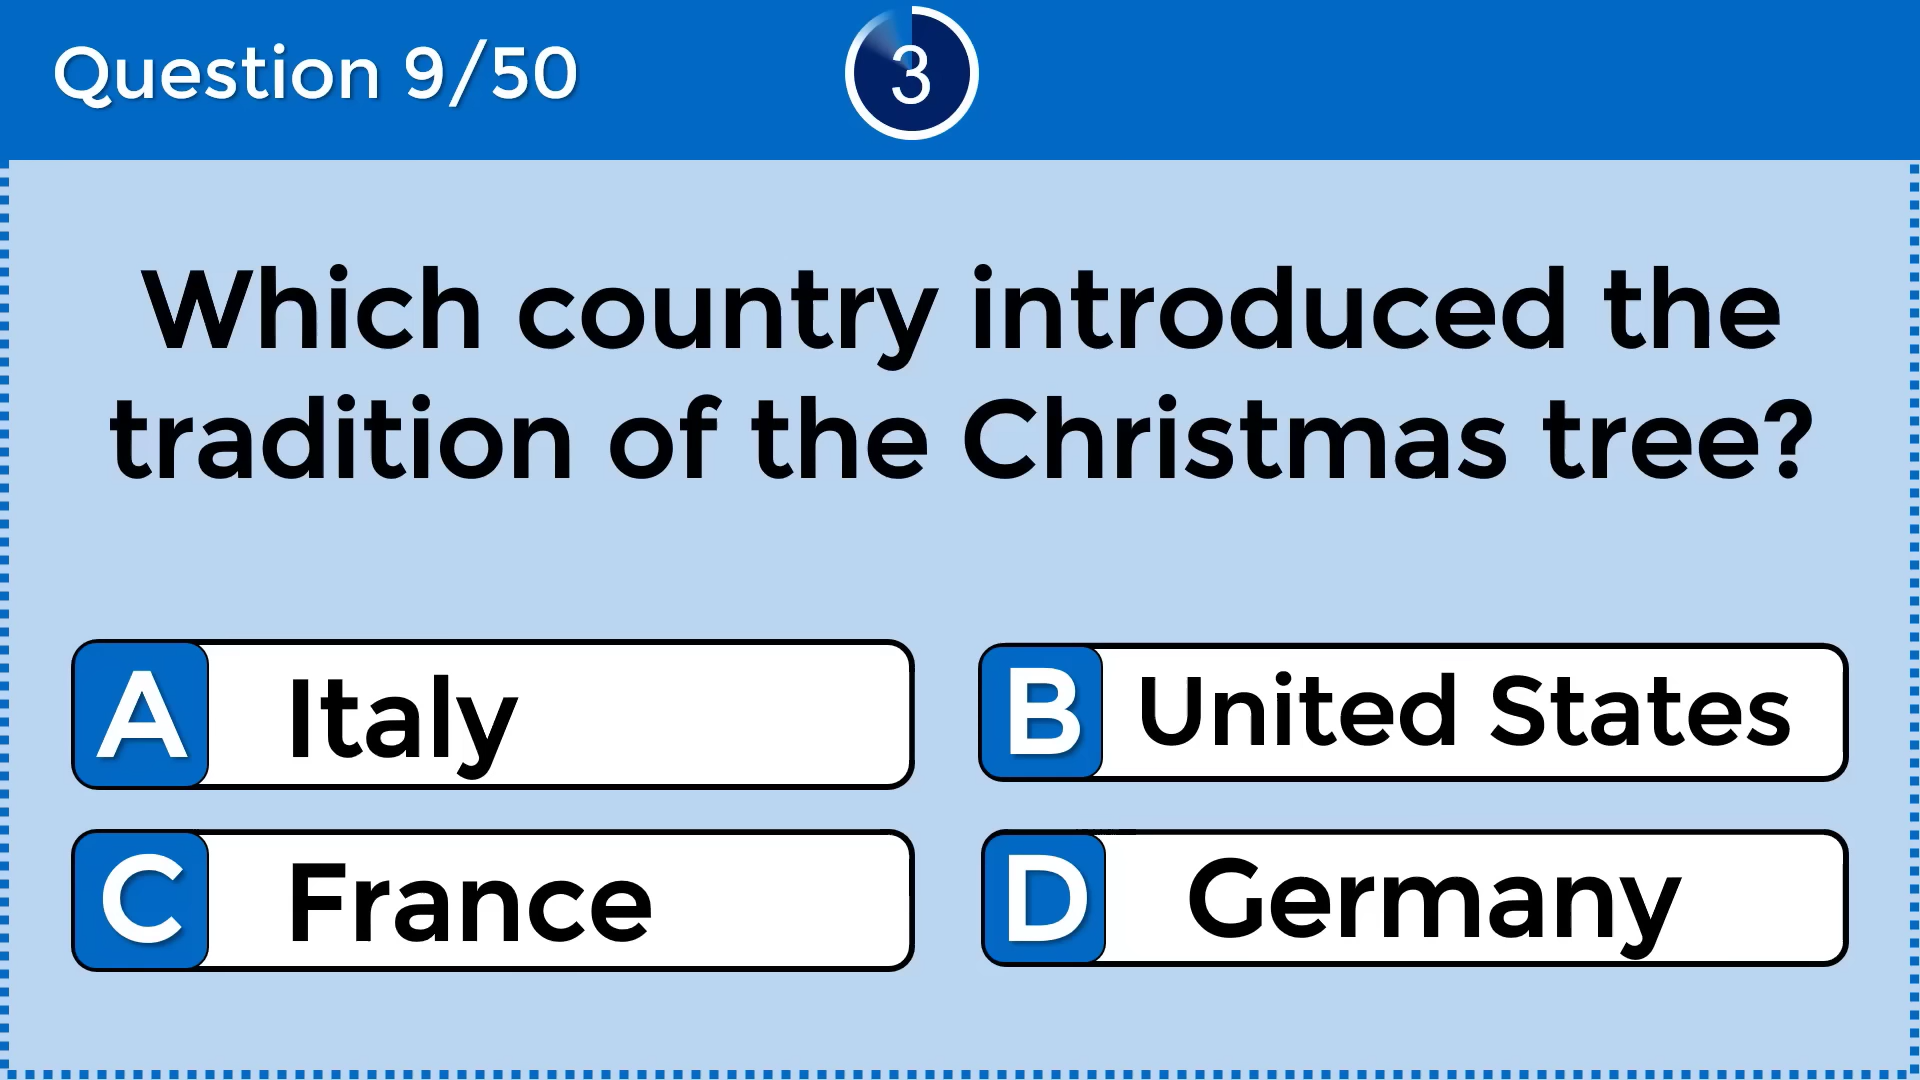 Question 9/50
3
Which country introduced the
tradition of the Christmas tree?
A Italy
B United States
C France
D Germany